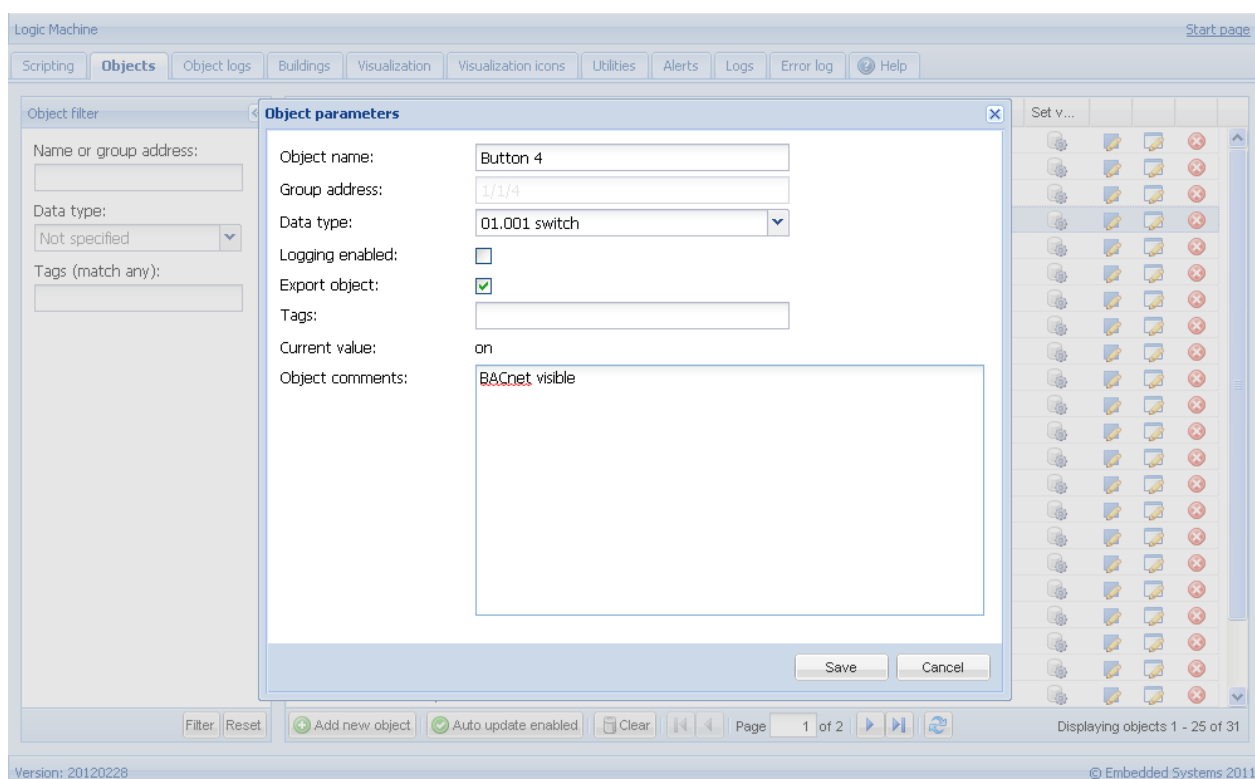 Logic Machine Start page
Scripting Objects Object logs Buildings Visualization Visualization icons Utilities Alerts Logs Error log Help
Object filter
Name or group address:
Data type:
Not specified
Tags (match any):
Filter Reset
Object parameters
Object name: Button 4
Group address: 1/1/4
Data type: 01.001 switch
Logging enabled:
Export object:
Tags:
Current value: on
Object comments: BACnet visible
Save Cancel
Set v...
Add new object Auto update enabled Clear Page 1 of 2 Displaying objects 1 - 25 of 31
Version: 20120228 © Embedded Systems 2011